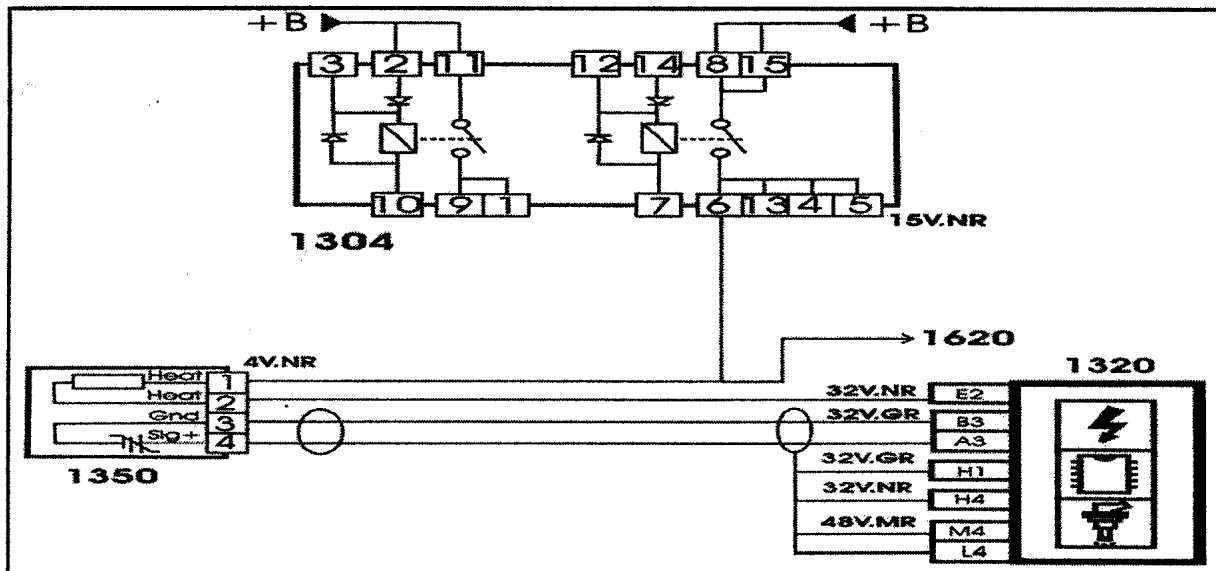 +B +B
3 2 11 12 14 8 15
10 9 1 7 6 13 4 5
15V.NR
1304
1620
4V.NR
1320
Heat 1
Heat 2
32V.NR E2
Gnd 3
32V.GR B3
Sig+ 4
A3
1350
32V.GR H1
32V.NR H4
48V.MR M4
L4